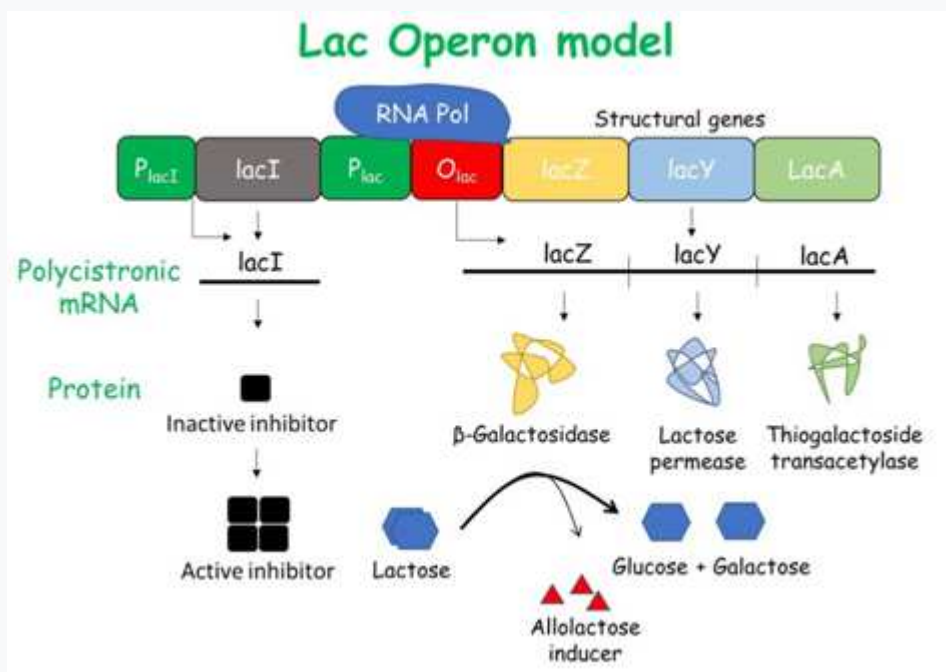 Lac Operon model
RNA Pol
Structural genes
PlacI
lacI
Plac
Olac
lacZ
lacY
LacA
lacI
lacZ
lacY
lacA
Polycistronic
mRNA
Protein
Inactive inhibitor
β-Galactosidase
Lactose
permease
Thiogalactoside
transacetylase
Active inhibitor
Lactose
Glucose + Galactose
Allolactose
inducer